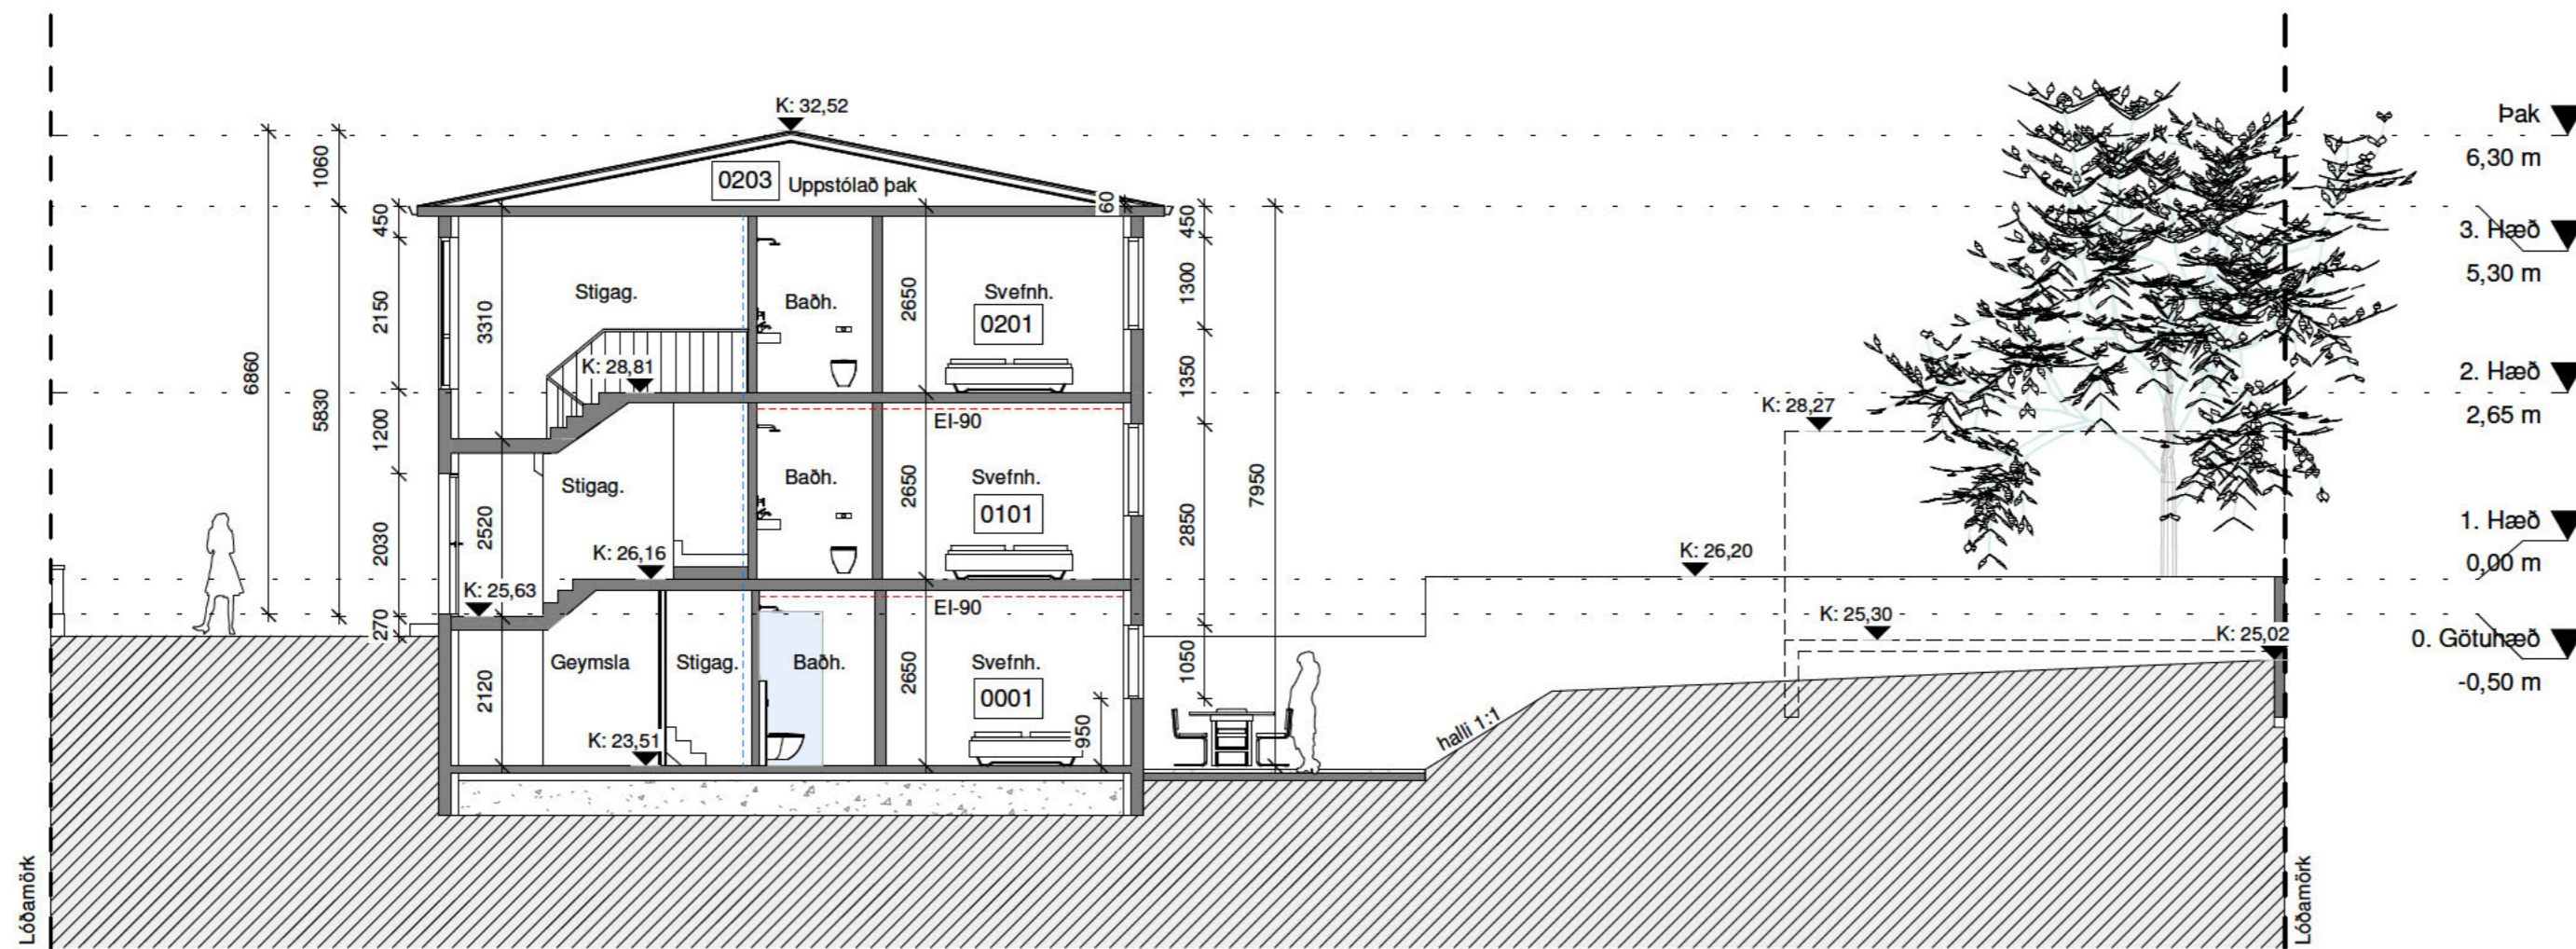 K: 32,52
Þak
6,30 m
1060
0203
Uppstólað þak
60
450
450
3. Hæð
5,30 m
2150
3310
Stigag.
Baðh.
2650
Svefnh.
0201
1300
6860
5830
K: 28,81
1350
2. Hæð
2,65 m
K: 28,27
1200
EI-90
Stigag.
Baðh.
2650
Svefnh.
0101
7950
2030
2520
2850
1. Hæð
0,00 m
K: 26,16
K: 26,20
K: 25,63
270
EI-90
K: 25,30
K: 25,02
0. Götuhæð
-0,50 m
Geymsla
Stigag.
Baðh.
2650
Svefnh.
0001
1050
2120
950
K: 23,51
halli 1:1
Lóðamörk
Lóðamörk